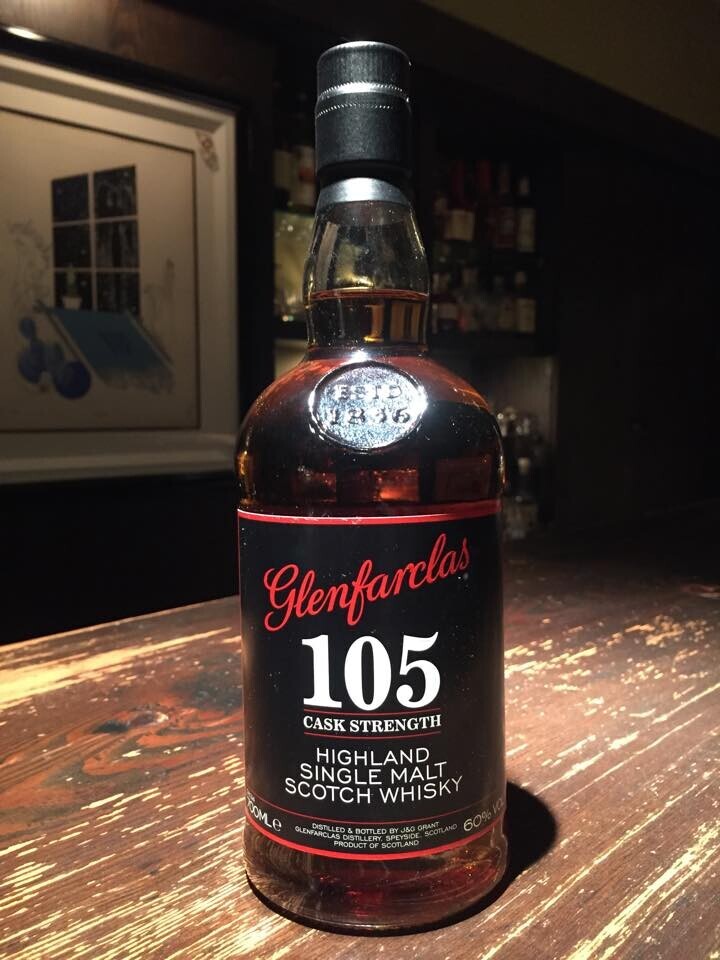 ESTD
1836
Glenfarclas
105
CASK STRENGTH
HIGHLAND
SINGLE MALT
SCOTCH WHISKY
DISTILLED & BOTTLED BY J&G GRANT
GLENFARCLAS DISTILLERY, SPEYSIDE, SCOTLAND
PRODUCT OF SCOTLAND
700ML e
60% VOL